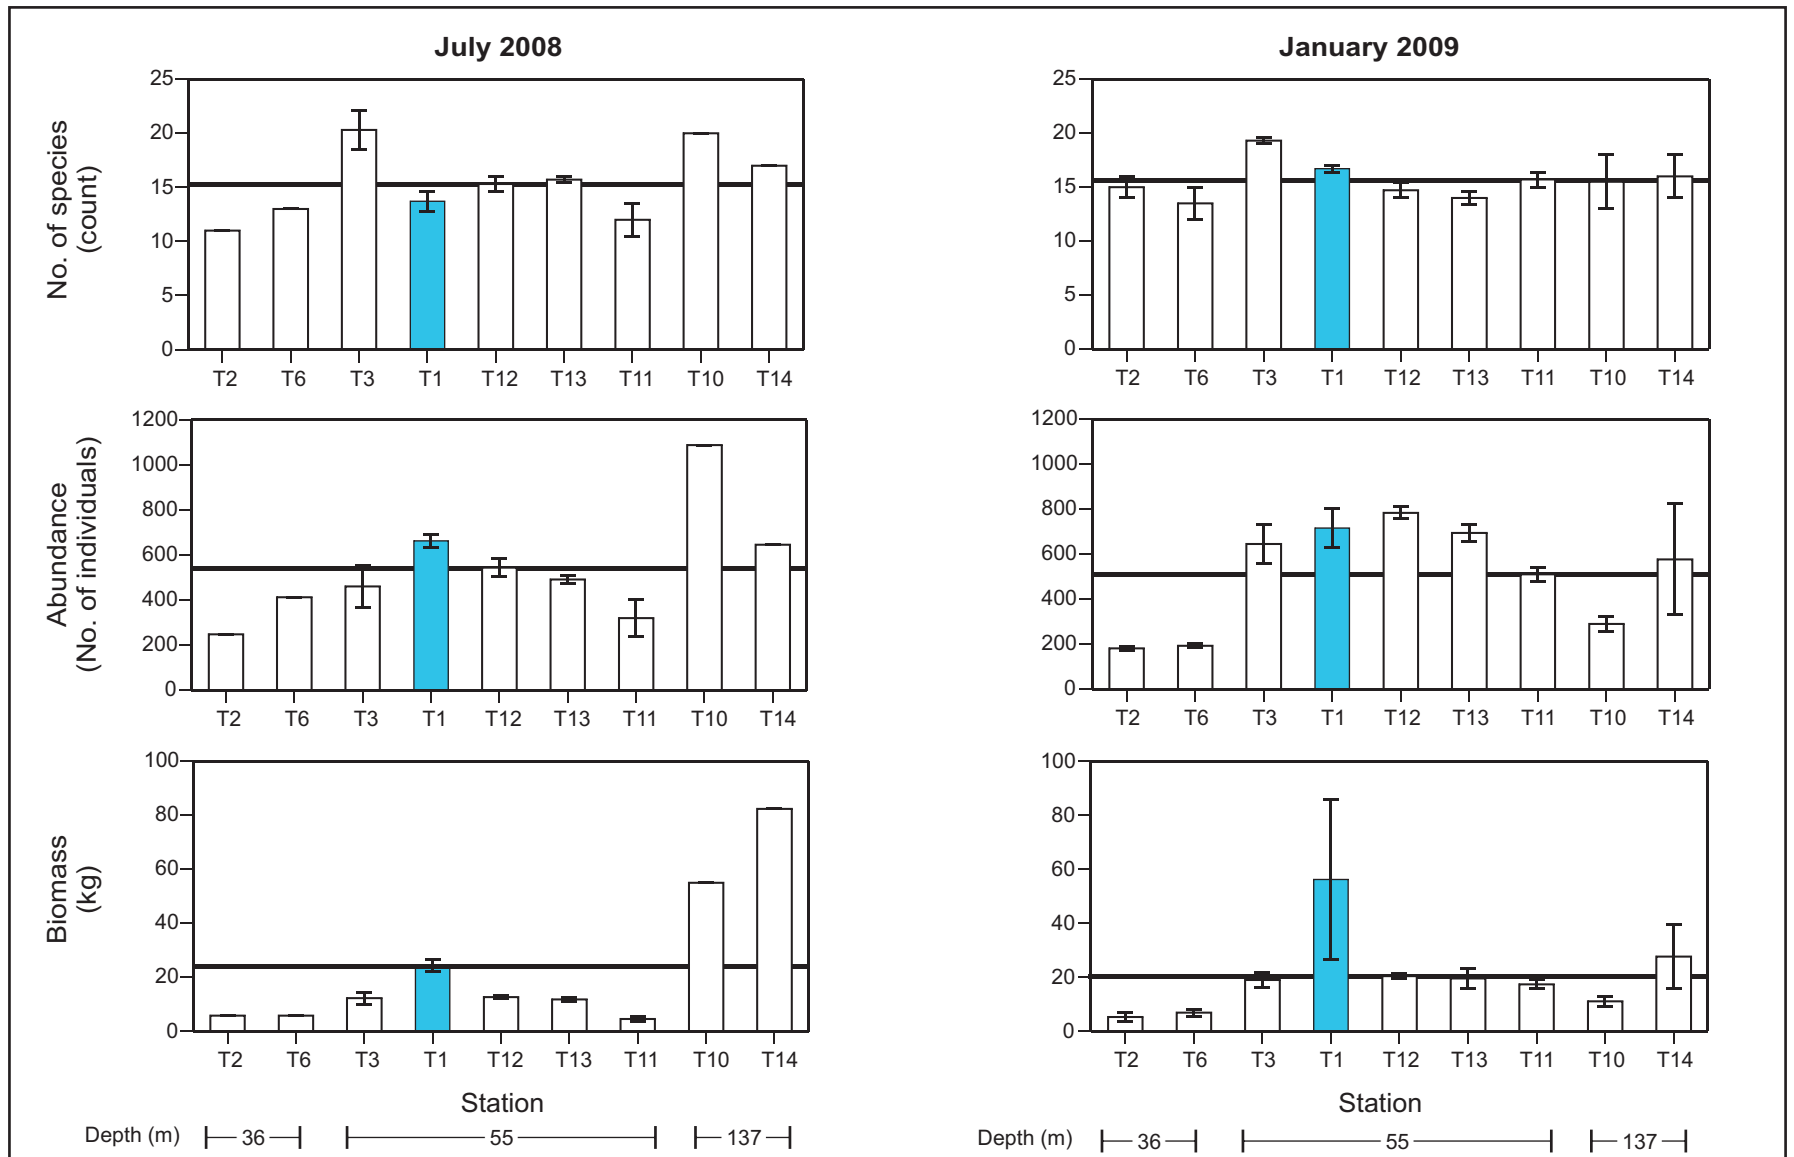 July 2008
January 2009
No. of species
(count)
25
20
15
10
5
0
T2 T6 T3 T1 T12 T13 T11 T10 T14
25
20
15
10
5
0
T2 T6 T3 T1 T12 T13 T11 T10 T14
Abundance
(No. of individuals)
1200
1000
800
600
400
200
0
T2 T6 T3 T1 T12 T13 T11 T10 T14
1200
1000
800
600
400
200
0
T2 T6 T3 T1 T12 T13 T11 T10 T14
Biomass
(kg)
100
80
60
40
20
0
T2 T6 T3 T1 T12 T13 T11 T10 T14
100
80
60
40
20
0
T2 T6 T3 T1 T12 T13 T11 T10 T14
Station
Station
Depth (m) 36 55 137
Depth (m) 36 55 137